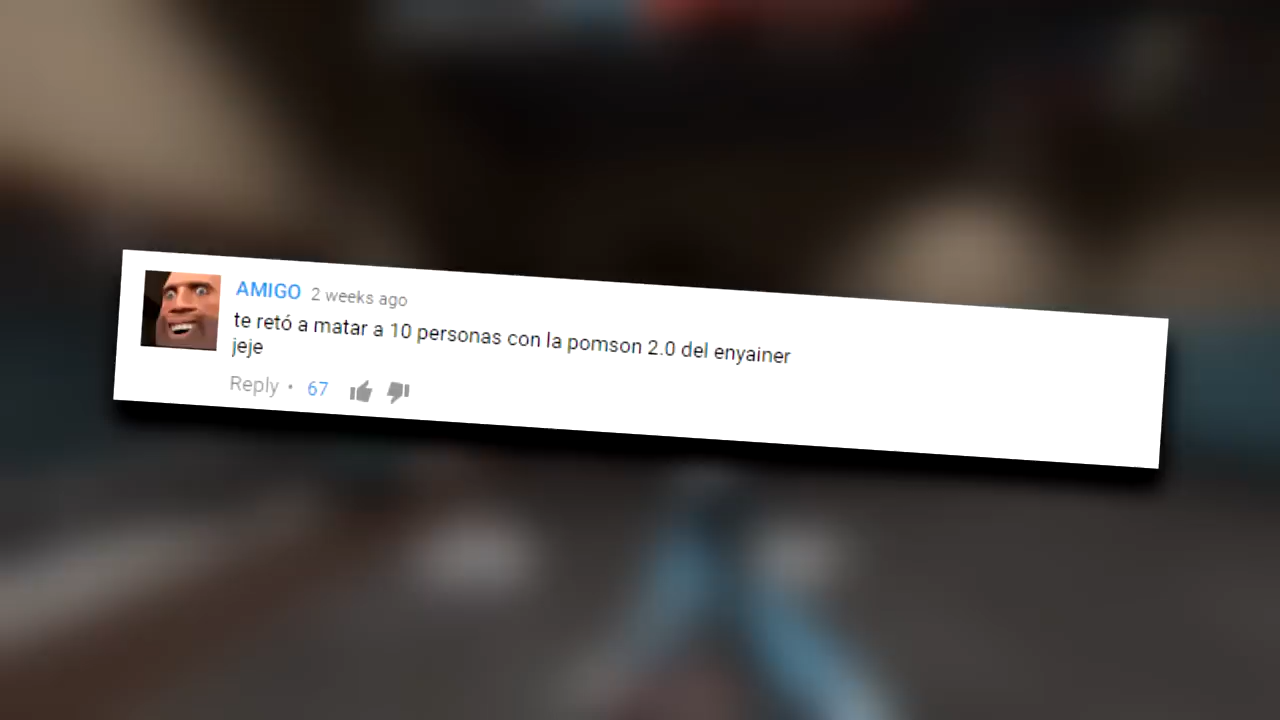 AMIGO 2 weeks ago
te retó a matar a 10 personas con la pomson 2.0 del enyainer
jeje
Reply • 67